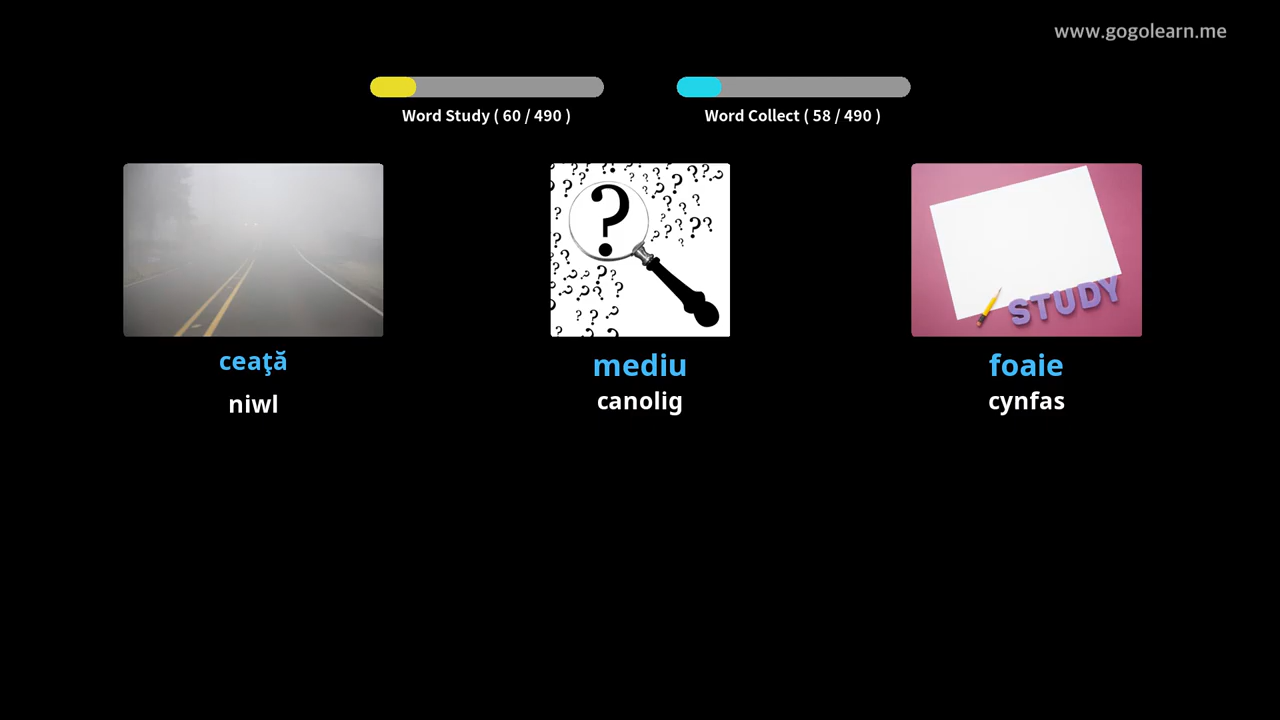 www.gogolearn.me
Word Study ( 60 / 490 )
Word Collect ( 58 / 490 )
?
STUDY
ceaţă
mediu
foaie
niwl
canolig
cynfas